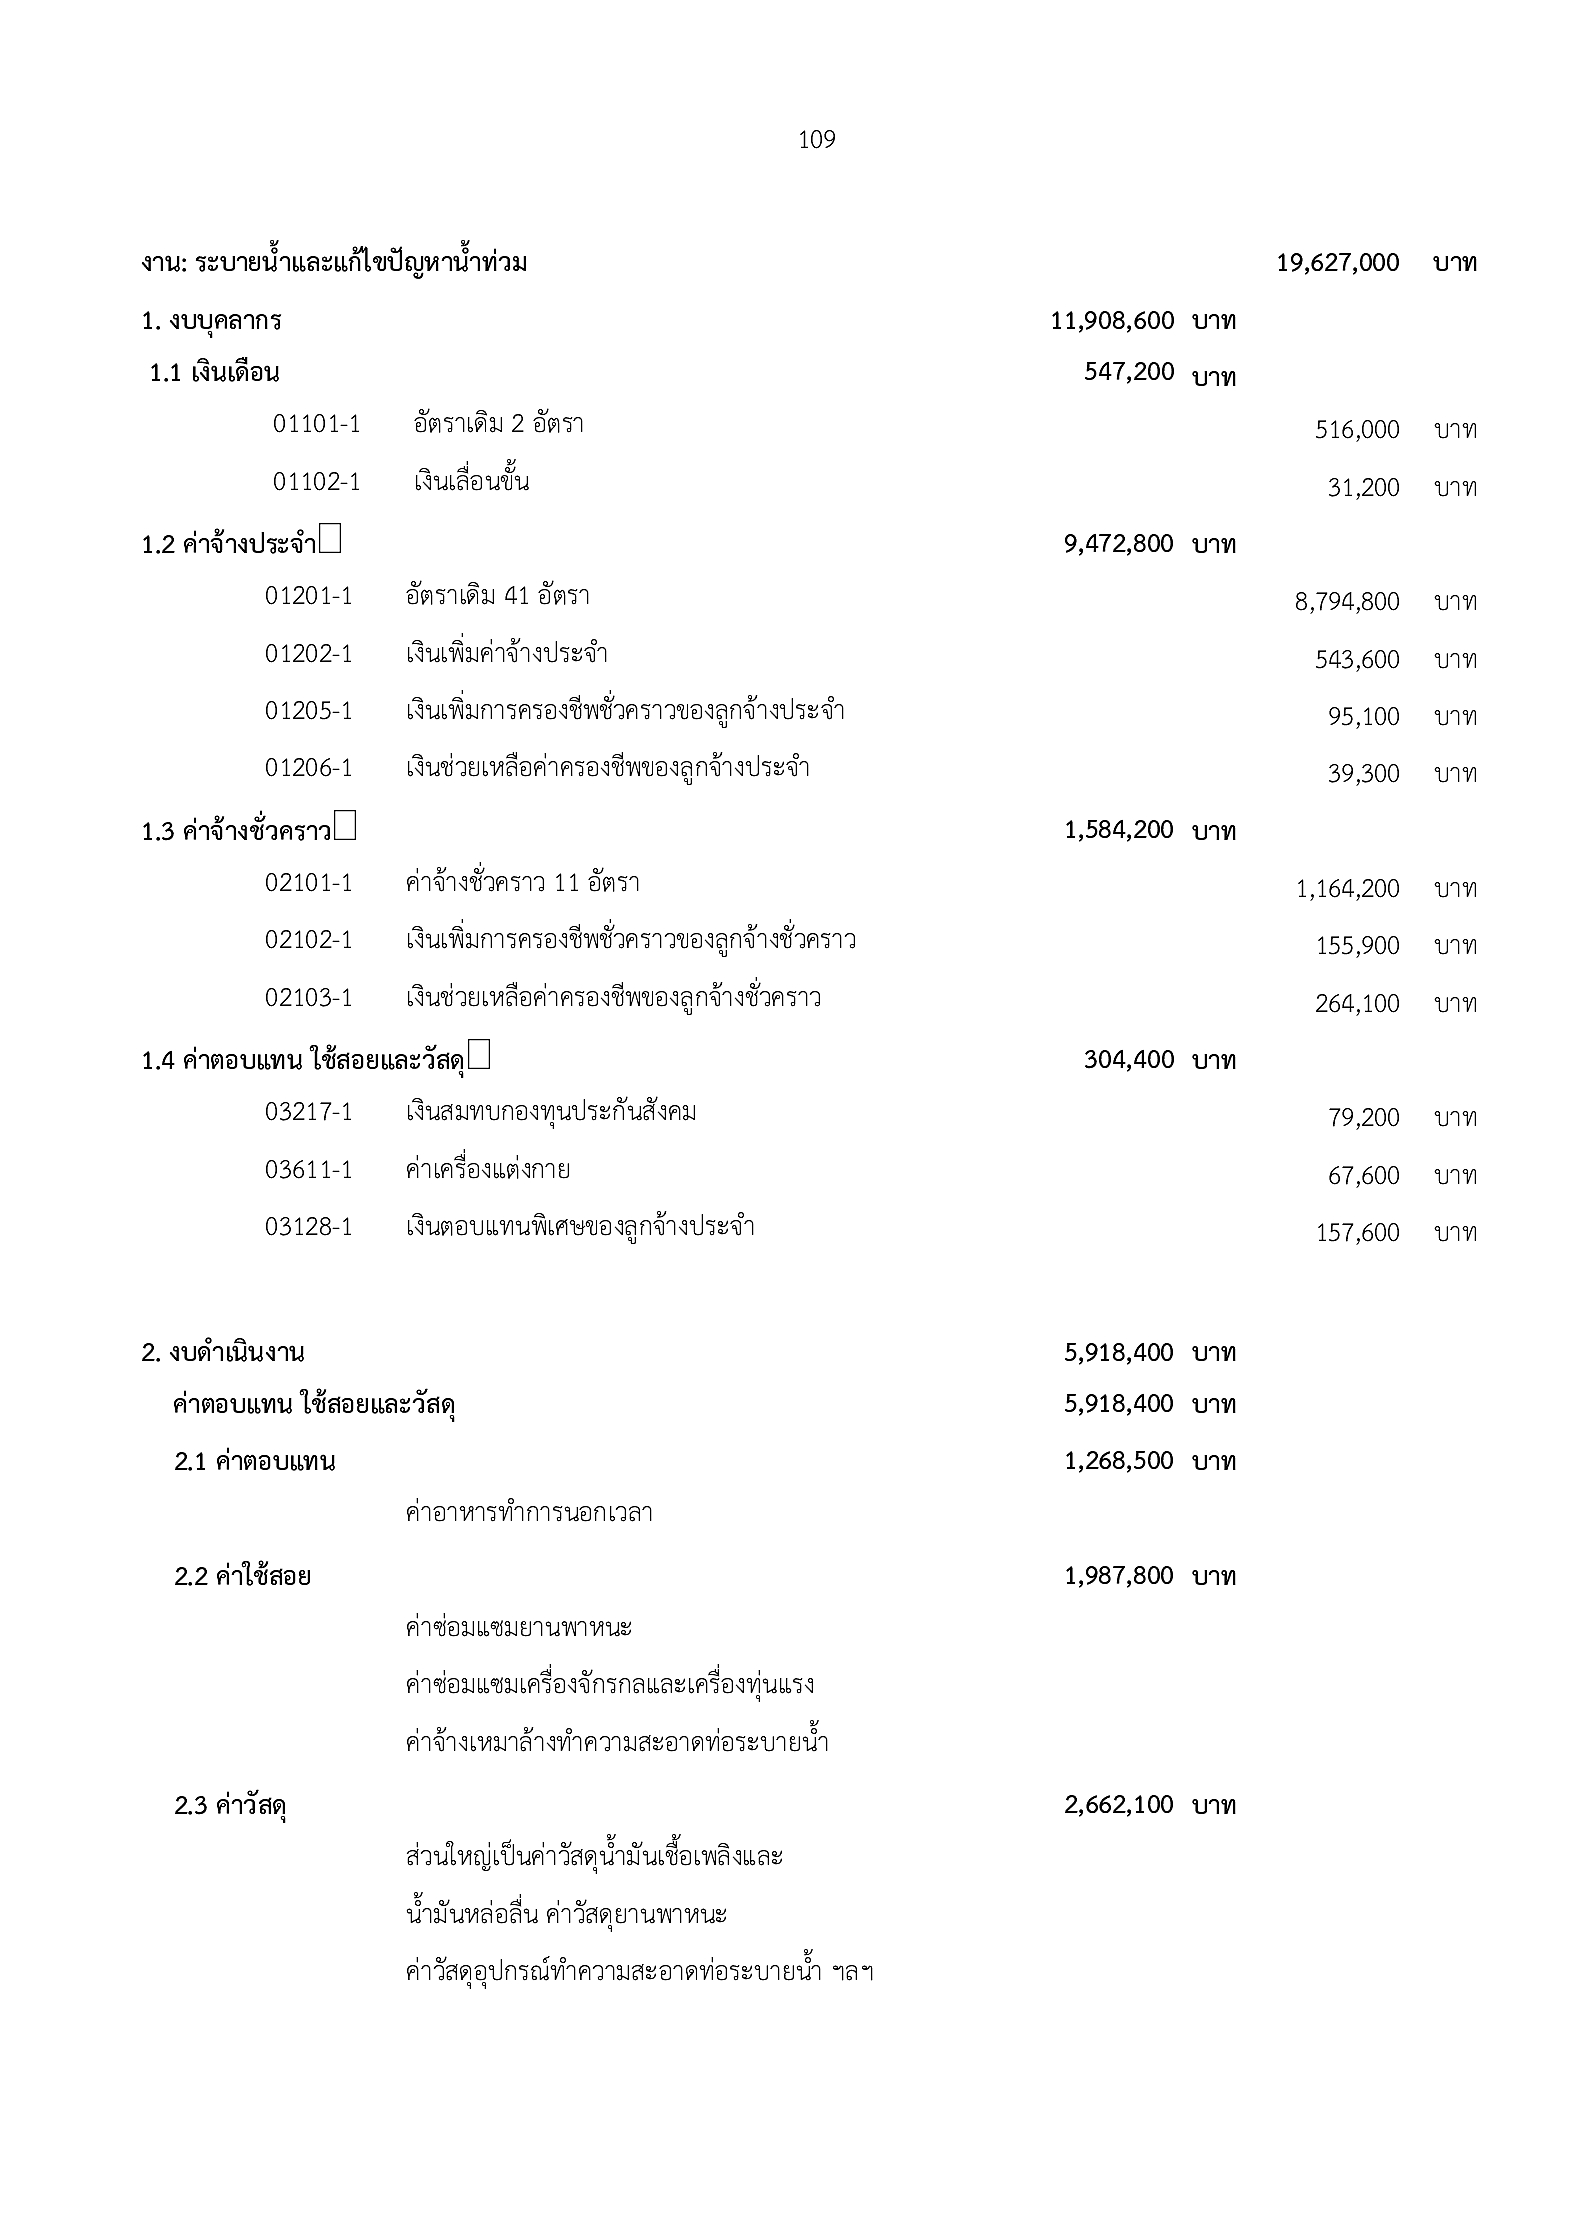 109
งาน: ระบายน้ำและแก้ไขปัญหาน้ำท่วม 19,627,000 บาท
1. งบบุคลากร 11,908,600 บาท
1.1 เงินเดือน 547,200 บาท
01101-1 อัตราเดิม 2 อัตรา 516,000 บาท
01102-1 เงินเลื่อนขั้น 31,200 บาท
1.2 ค่าจ้างประจำ 9,472,800 บาท
01201-1 อัตราเดิม 41 อัตรา 8,794,800 บาท
01202-1 เงินเพิ่มค่าจ้างประจำ 543,600 บาท
01205-1 เงินเพิ่มการครองชีพชั่วคราวของลูกจ้างประจำ 95,100 บาท
01206-1 เงินช่วยเหลือค่าครองชีพของลูกจ้างประจำ 39,300 บาท
1.3 ค่าจ้างชั่วคราว 1,584,200 บาท
02101-1 ค่าจ้างชั่วคราว 11 อัตรา 1,164,200 บาท
02102-1 เงินเพิ่มการครองชีพชั่วคราวของลูกจ้างชั่วคราว 155,900 บาท
02103-1 เงินช่วยเหลือค่าครองชีพของลูกจ้างชั่วคราว 264,100 บาท
1.4 ค่าตอบแทน ใช้สอยและวัสดุ 304,400 บาท
03217-1 เงินสมทบกองทุนประกันสังคม 79,200 บาท
03611-1 ค่าเครื่องแต่งกาย 67,600 บาท
03128-1 เงินตอบแทนพิเศษของลูกจ้างประจำ 157,600 บาท
2. งบดำเนินงาน 5,918,400 บาท
ค่าตอบแทน ใช้สอยและวัสดุ 5,918,400 บาท
2.1 ค่าตอบแทน 1,268,500 บาท
ค่าอาหารทำการนอกเวลา
2.2 ค่าใช้สอย 1,987,800 บาท
ค่าซ่อมแซมยานพาหนะ
ค่าซ่อมแซมเครื่องจักรกลและเครื่องทุ่นแรง
ค่าจ้างเหมาล้างทำความสะอาดท่อระบายน้ำ
2.3 ค่าวัสดุ 2,662,100 บาท
ส่วนใหญ่เป็นค่าวัสดุน้ำมันเชื้อเพลิงและ
น้ำมันหล่อลื่น ค่าวัสดุยานพาหนะ
ค่าวัสดุอุปกรณ์ทำความสะอาดท่อระบายน้ำ ฯลฯ